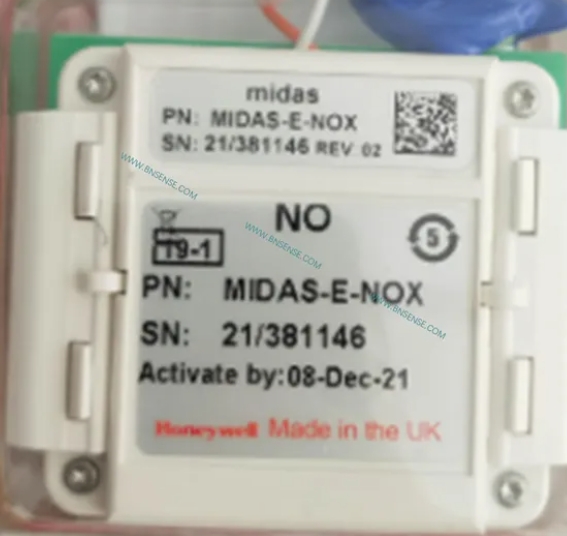 midas
PN: MIDAS-E-NOX
SN: 21/381146 REV 02
WWW.BNSENSE.COM
NO
WWW.BNSENSE.COM
T9-1
5
PN: MIDAS-E-NOX
WWW.BNSENSE.COM
SN: 21/381146
Activate by:08-Dec-21
Honeywell Made in the UK